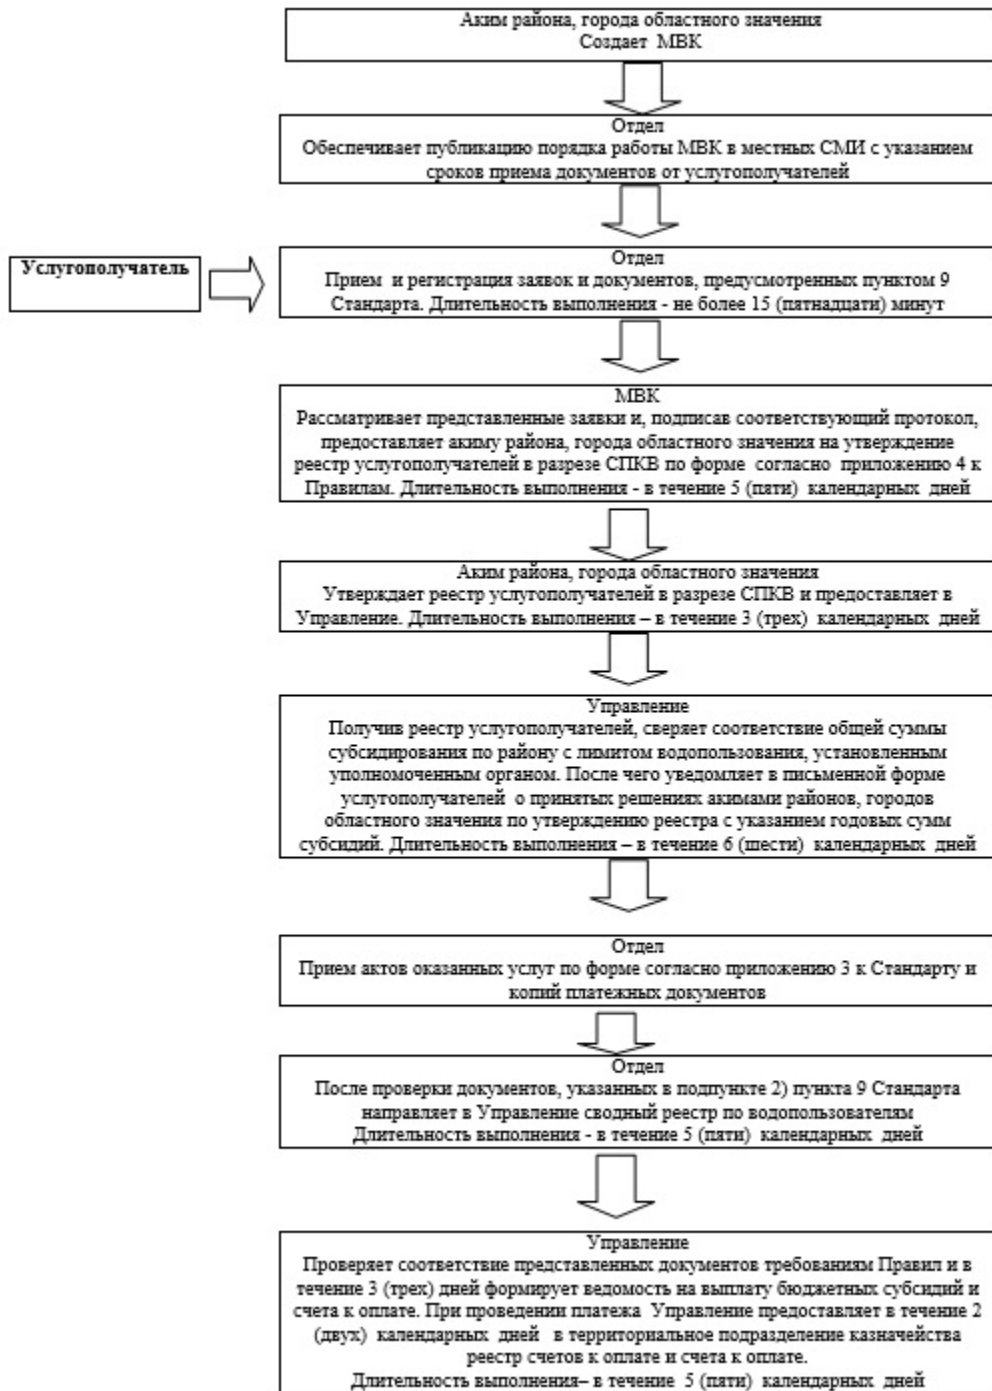 Аким района, города областного значения
Создает МВК
Отдел
Обеспечивает публикацию порядка работы МВК в местных СМИ с указанием
сроков приема документов от услугополучателей
Услугополучатель
Отдел
Прием и регистрация заявок и документов, предусмотренных пунктом 9
Стандарта. Длительность выполнения - не более 15 (пятнадцати) минут
МВК
Рассматривает представленные заявки и, подписав соответствующий протокол,
предоставляет акиму района, города областного значения на утверждение
реестр услугополучателей в разрезе СПКВ по форме согласно приложению 4 к
Правилам. Длительность выполнения - в течение 5 (пяти) календарных дней
Аким района, города областного значения
Утверждает реестр услугополучателей в разрезе СПКВ и предоставляет в
Управление. Длительность выполнения – в течение 3 (трех) календарных дней
Управление
Получив реестр услугополучателей, сверяет соответствие общей суммы
субсидирования по району с лимитом водопользования, установленным
уполномоченным органом. После чего уведомляет в письменной форме
услугополучателей о принятых решениях акимами районов, городов
областного значения по утверждению реестра с указанием годовых сумм
субсидий. Длительность выполнения – в течение 6 (шести) календарных дней
Отдел
Прием актов оказанных услуг по форме согласно приложению 3 к Стандарту и
копий платежных документов
Отдел
После проверки документов, указанных в подпункте 2) пункта 9 Стандарта
направляет в Управление сводный реестр по водопользователям
Длительность выполнения - в течение 5 (пяти) календарных дней
Управление
Проверяет соответствие представленных документов требованиям Правил и в
течение 3 (трех) дней формирует ведомость на выплату бюджетных субсидий и
счета к оплате. При проведении платежа Управление предоставляет в течение 2
(двух) календарных дней в территориальное подразделение казначейства
реестр счетов к оплате и счета к оплате.
Длительность выполнения– в течение 5 (пяти) календарных дней